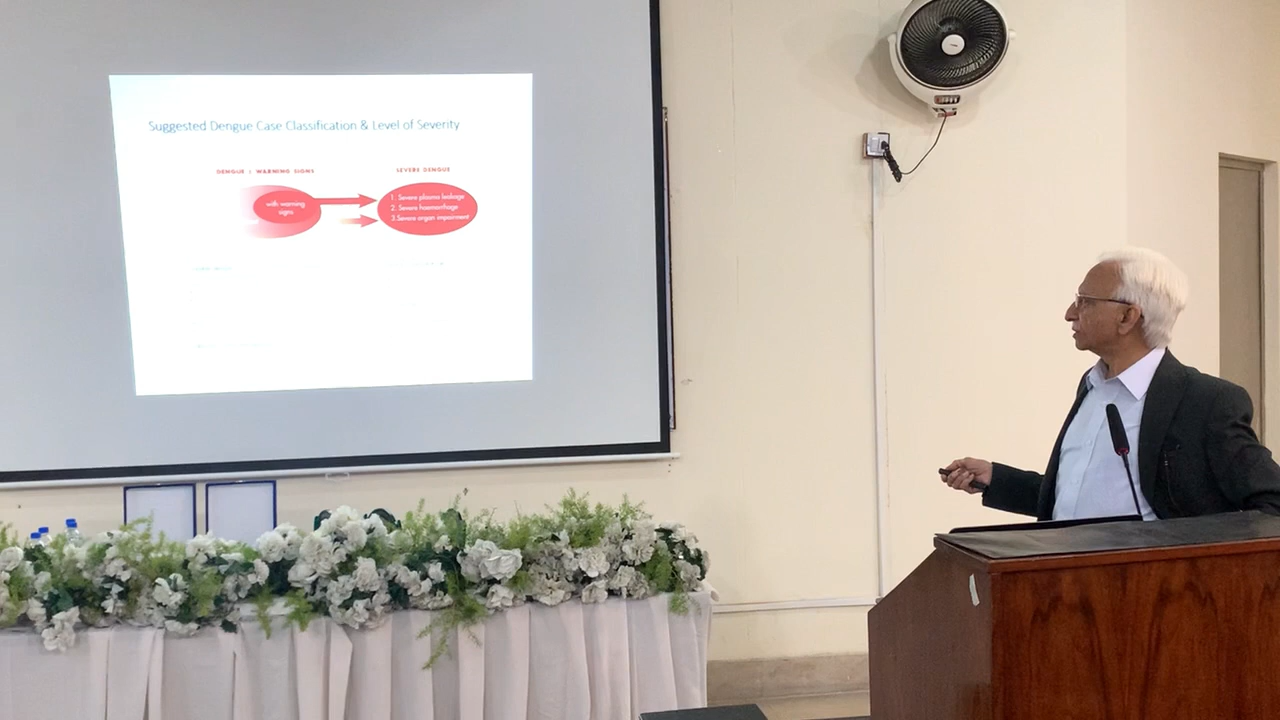 Suggested Dengue Case Classification & Level of Severity
DENGUE ± WARNING SIGNS
SEVERE DENGUE
with warning
signs
1. Severe plasma leakage
2. Severe haemorrhage
3.Severe organ impairment